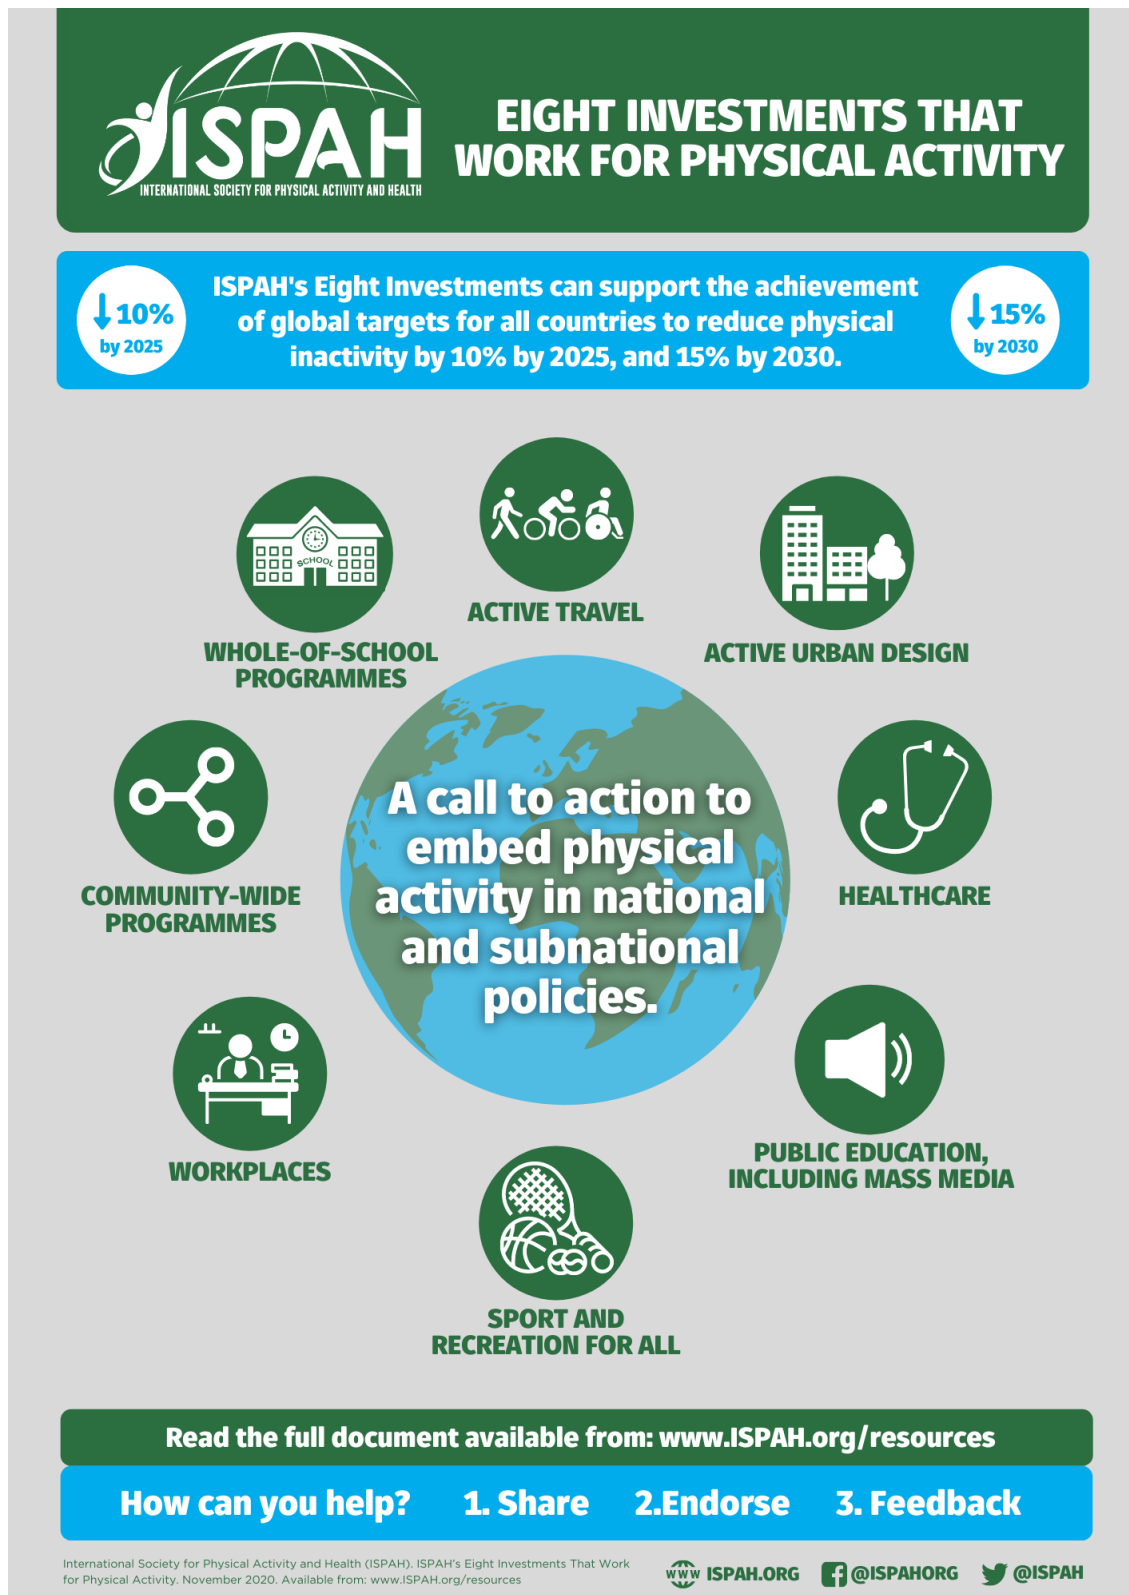 ISPAH
INTERNATIONAL SOCIETY FOR PHYSICAL ACTIVITY AND HEALTH
EIGHT INVESTMENTS THAT
WORK FOR PHYSICAL ACTIVITY
10%
by 2025
ISPAH's Eight Investments can support the achievement
of global targets for all countries to reduce physical
inactivity by 10% by 2025, and 15% by 2030.
15%
by 2030
SCHOOL
WHOLE-OF-SCHOOL
PROGRAMMES
ACTIVE TRAVEL
ACTIVE URBAN DESIGN
COMMUNITY-WIDE
PROGRAMMES
A call to action to
embed physical
activity in national
and subnational
policies.
HEALTHCARE
WORKPLACES
PUBLIC EDUCATION,
INCLUDING MASS MEDIA
SPORT AND
RECREATION FOR ALL
Read the full document available from: www.ISPAH.org/resources
How can you help? 1. Share 2.Endorse 3. Feedback
International Society for Physical Activity and Health (ISPAH). ISPAH's Eight Investments That Work
for Physical Activity. November 2020. Available from: www.ISPAH.org/resources
WWW ISPAH.ORG @ISPAHORG @ISPAH